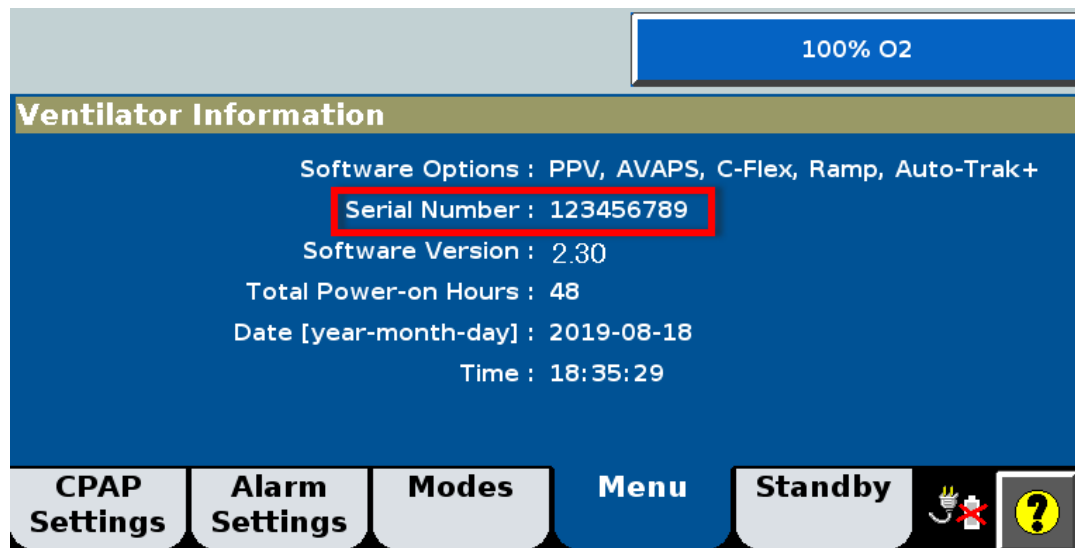 100% O2
Ventilator Information
Software Options : PPV, AVAPS, C-Flex, Ramp, Auto-Trak+
Serial Number : 123456789
Software Version : 2.30
Total Power-on Hours : 48
Date [year-month-day] : 2019-08-18
Time : 18:35:29
CPAP Settings
Alarm Settings
Modes
Menu
Standby
?